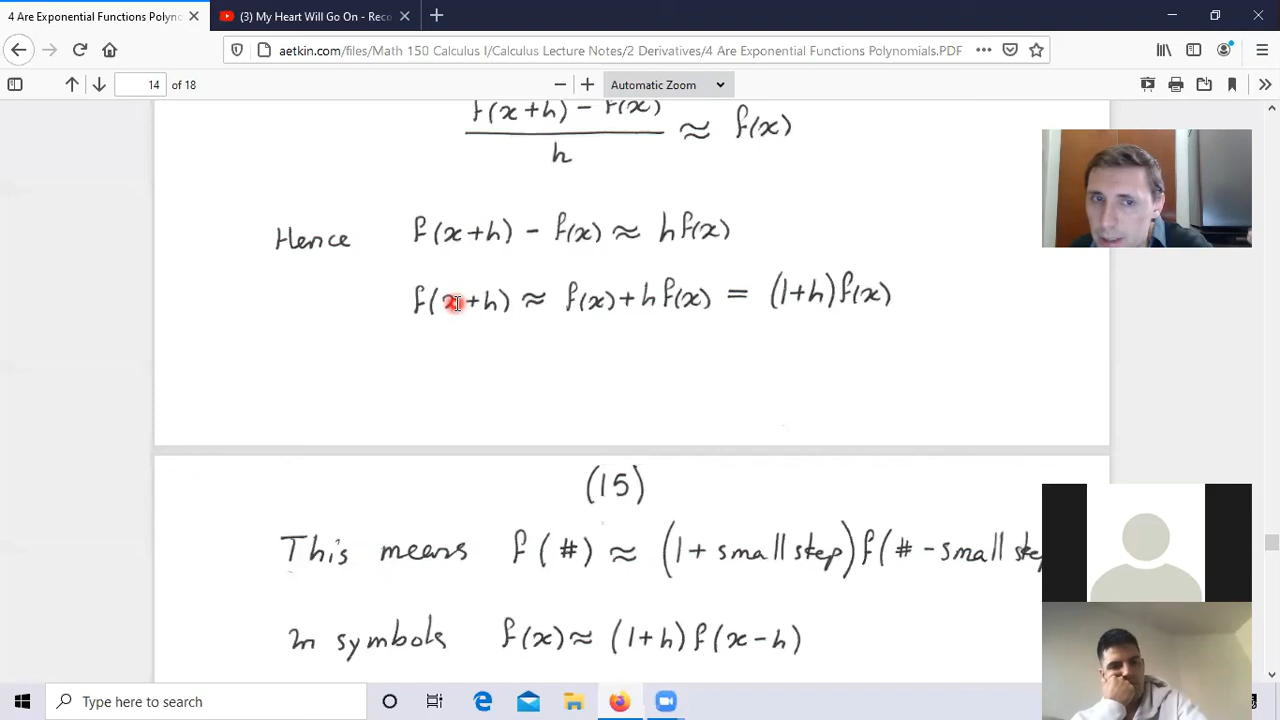 4 Are Exponential Functions Polyno
(3) My Heart Will Go On - Reco
aetkin.com/files/Math 150 Calculus I/Calculus Lecture Notes/2 Derivatives/4 Are Exponential Functions Polynomials.PDF
14 of 18
Automatic Zoom
f(x+h) - f(x)
≈ f(x)
h
Hence f(x+h) - f(x) ≈ hf(x)
f(x+h) ≈ f(x)+hf(x) = (1+h)f(x)
(15)
This means f(#) ≈ (1+ small step)f(# - small ste
In symbols f(x) ≈ (1+h)f(x-h)
Type here to search